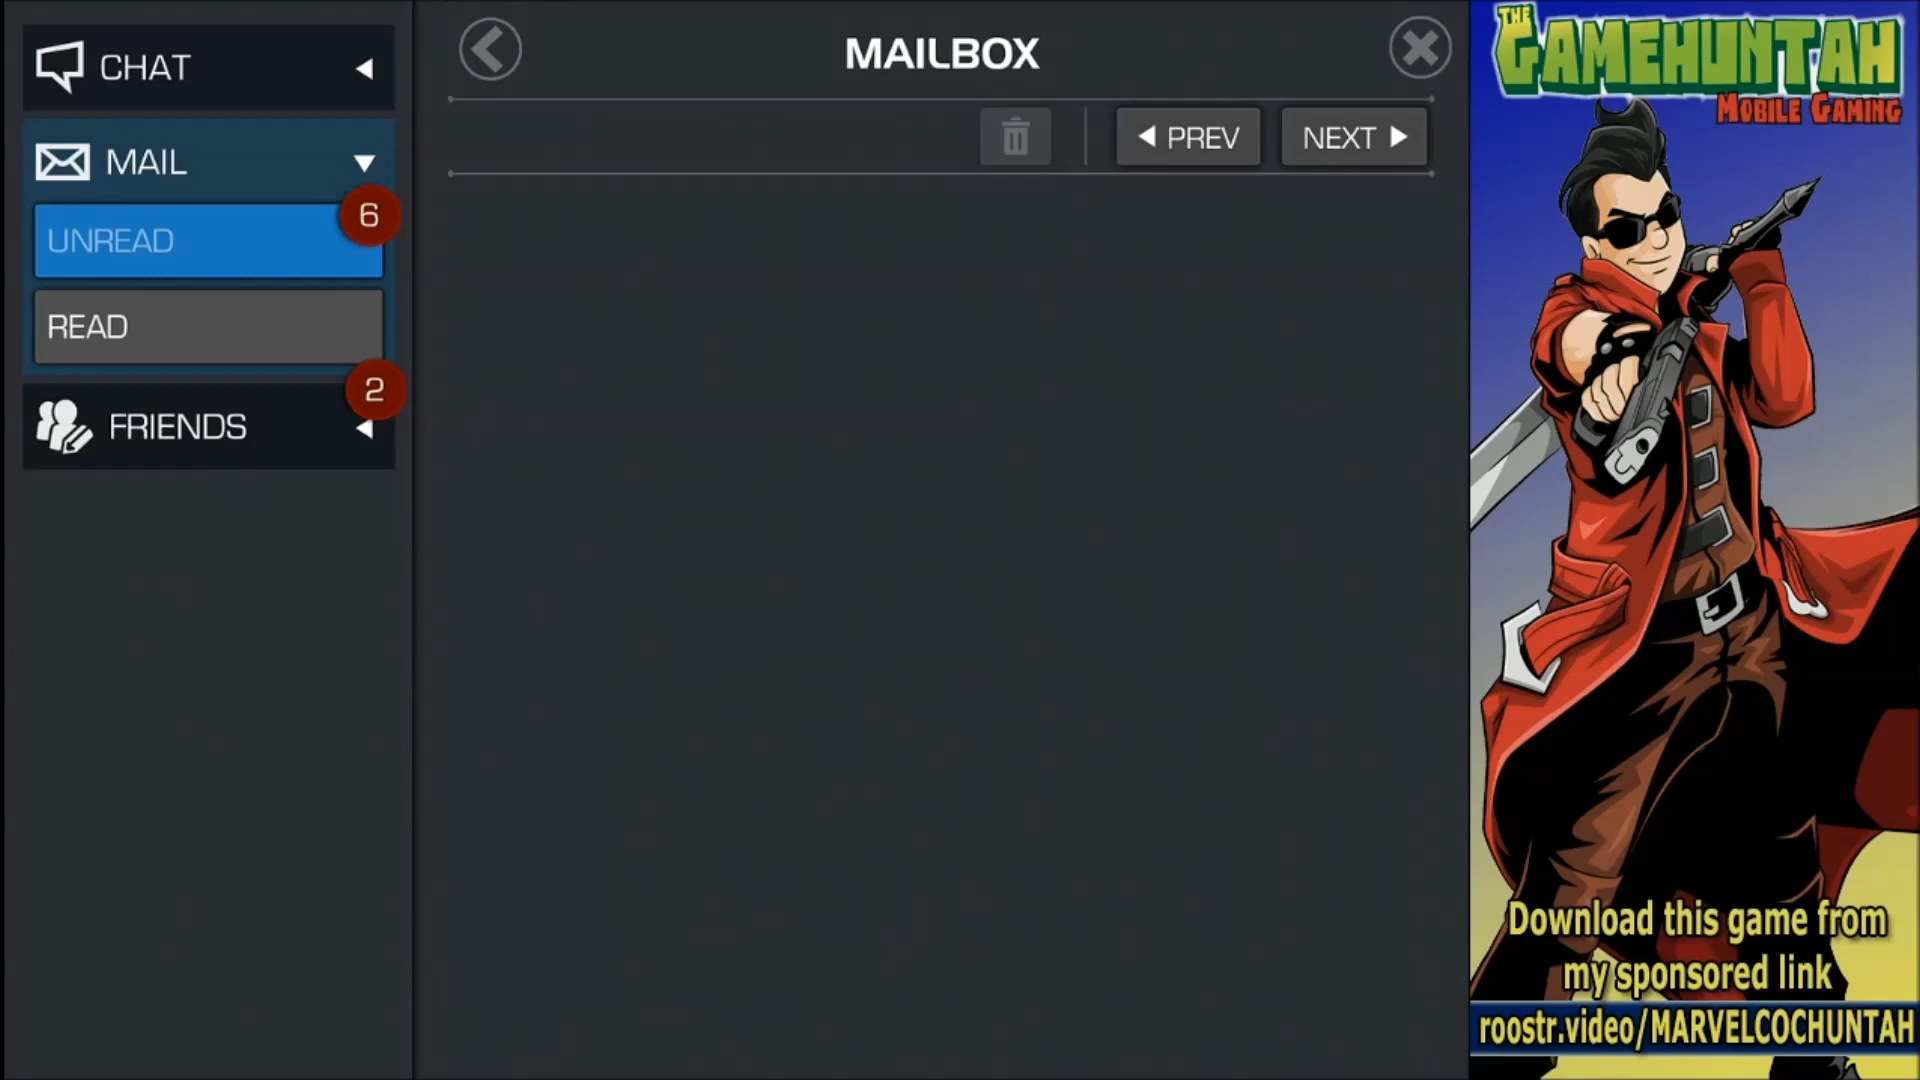 CHAT
MAIL
6
UNREAD
READ
2
FRIENDS
MAILBOX
PREV
NEXT
THE
GAMEHUNTAH
MOBILE GAMING
Download this game from
my sponsored link
roostr.video/MARVELCOCHUNTAH